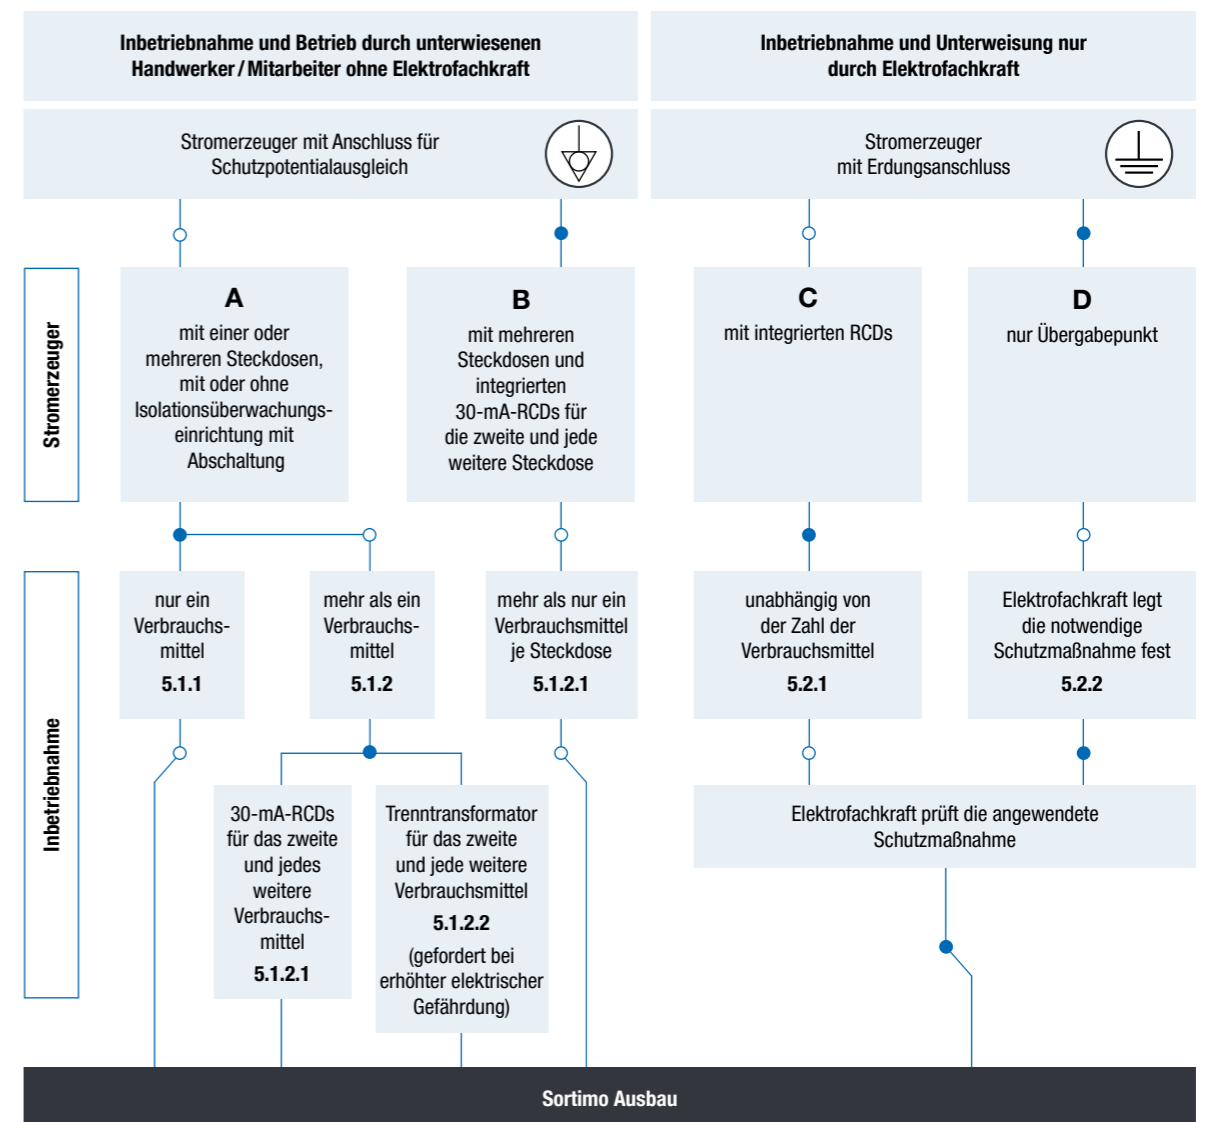 Inbetriebnahme und Betrieb durch unterwiesenen
Handwerker / Mitarbeiter ohne Elektrofachkraft
Inbetriebnahme und Unterweisung nur
durch Elektrofachkraft
Stromerzeuger mit Anschluss für
Schutzpotentialausgleich
Stromerzeuger
mit Erdungsanschluss
Stromerzeuger
A
mit einer oder
mehreren Steckdosen,
mit oder ohne
Isolationsüberwachungs-
einrichtung mit
Abschaltung
B
mit mehreren
Steckdosen und
integrierten
30-mA-RCDs für
die zweite und jede
weitere Steckdose
C
mit integrierten RCDs
D
nur Übergabepunkt
Inbetriebnahme
nur ein
Verbrauchs-
mittel
5.1.1
mehr als ein
Verbrauchs-
mittel
5.1.2
mehr als nur ein
Verbrauchsmittel
je Steckdose
5.1.2.1
unabhängig von
der Zahl der
Verbrauchsmittel
5.2.1
Elektrofachkraft legt
die notwendige
Schutzmaßnahme fest
5.2.2
30-mA-RCDs
für das zweite
und jedes
weitere
Verbrauchs-
mittel
5.1.2.1
Trenntransformator
für das zweite
und jede weitere
Verbrauchsmittel
5.1.2.2
(gefordert bei
erhöhter elektrischer
Gefährdung)
Elektrofachkraft prüft die angewendete
Schutzmaßnahme
Sortimo Ausbau